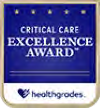 CRITICAL CARE
EXCELLENCE
AWARD™
healthgrades.